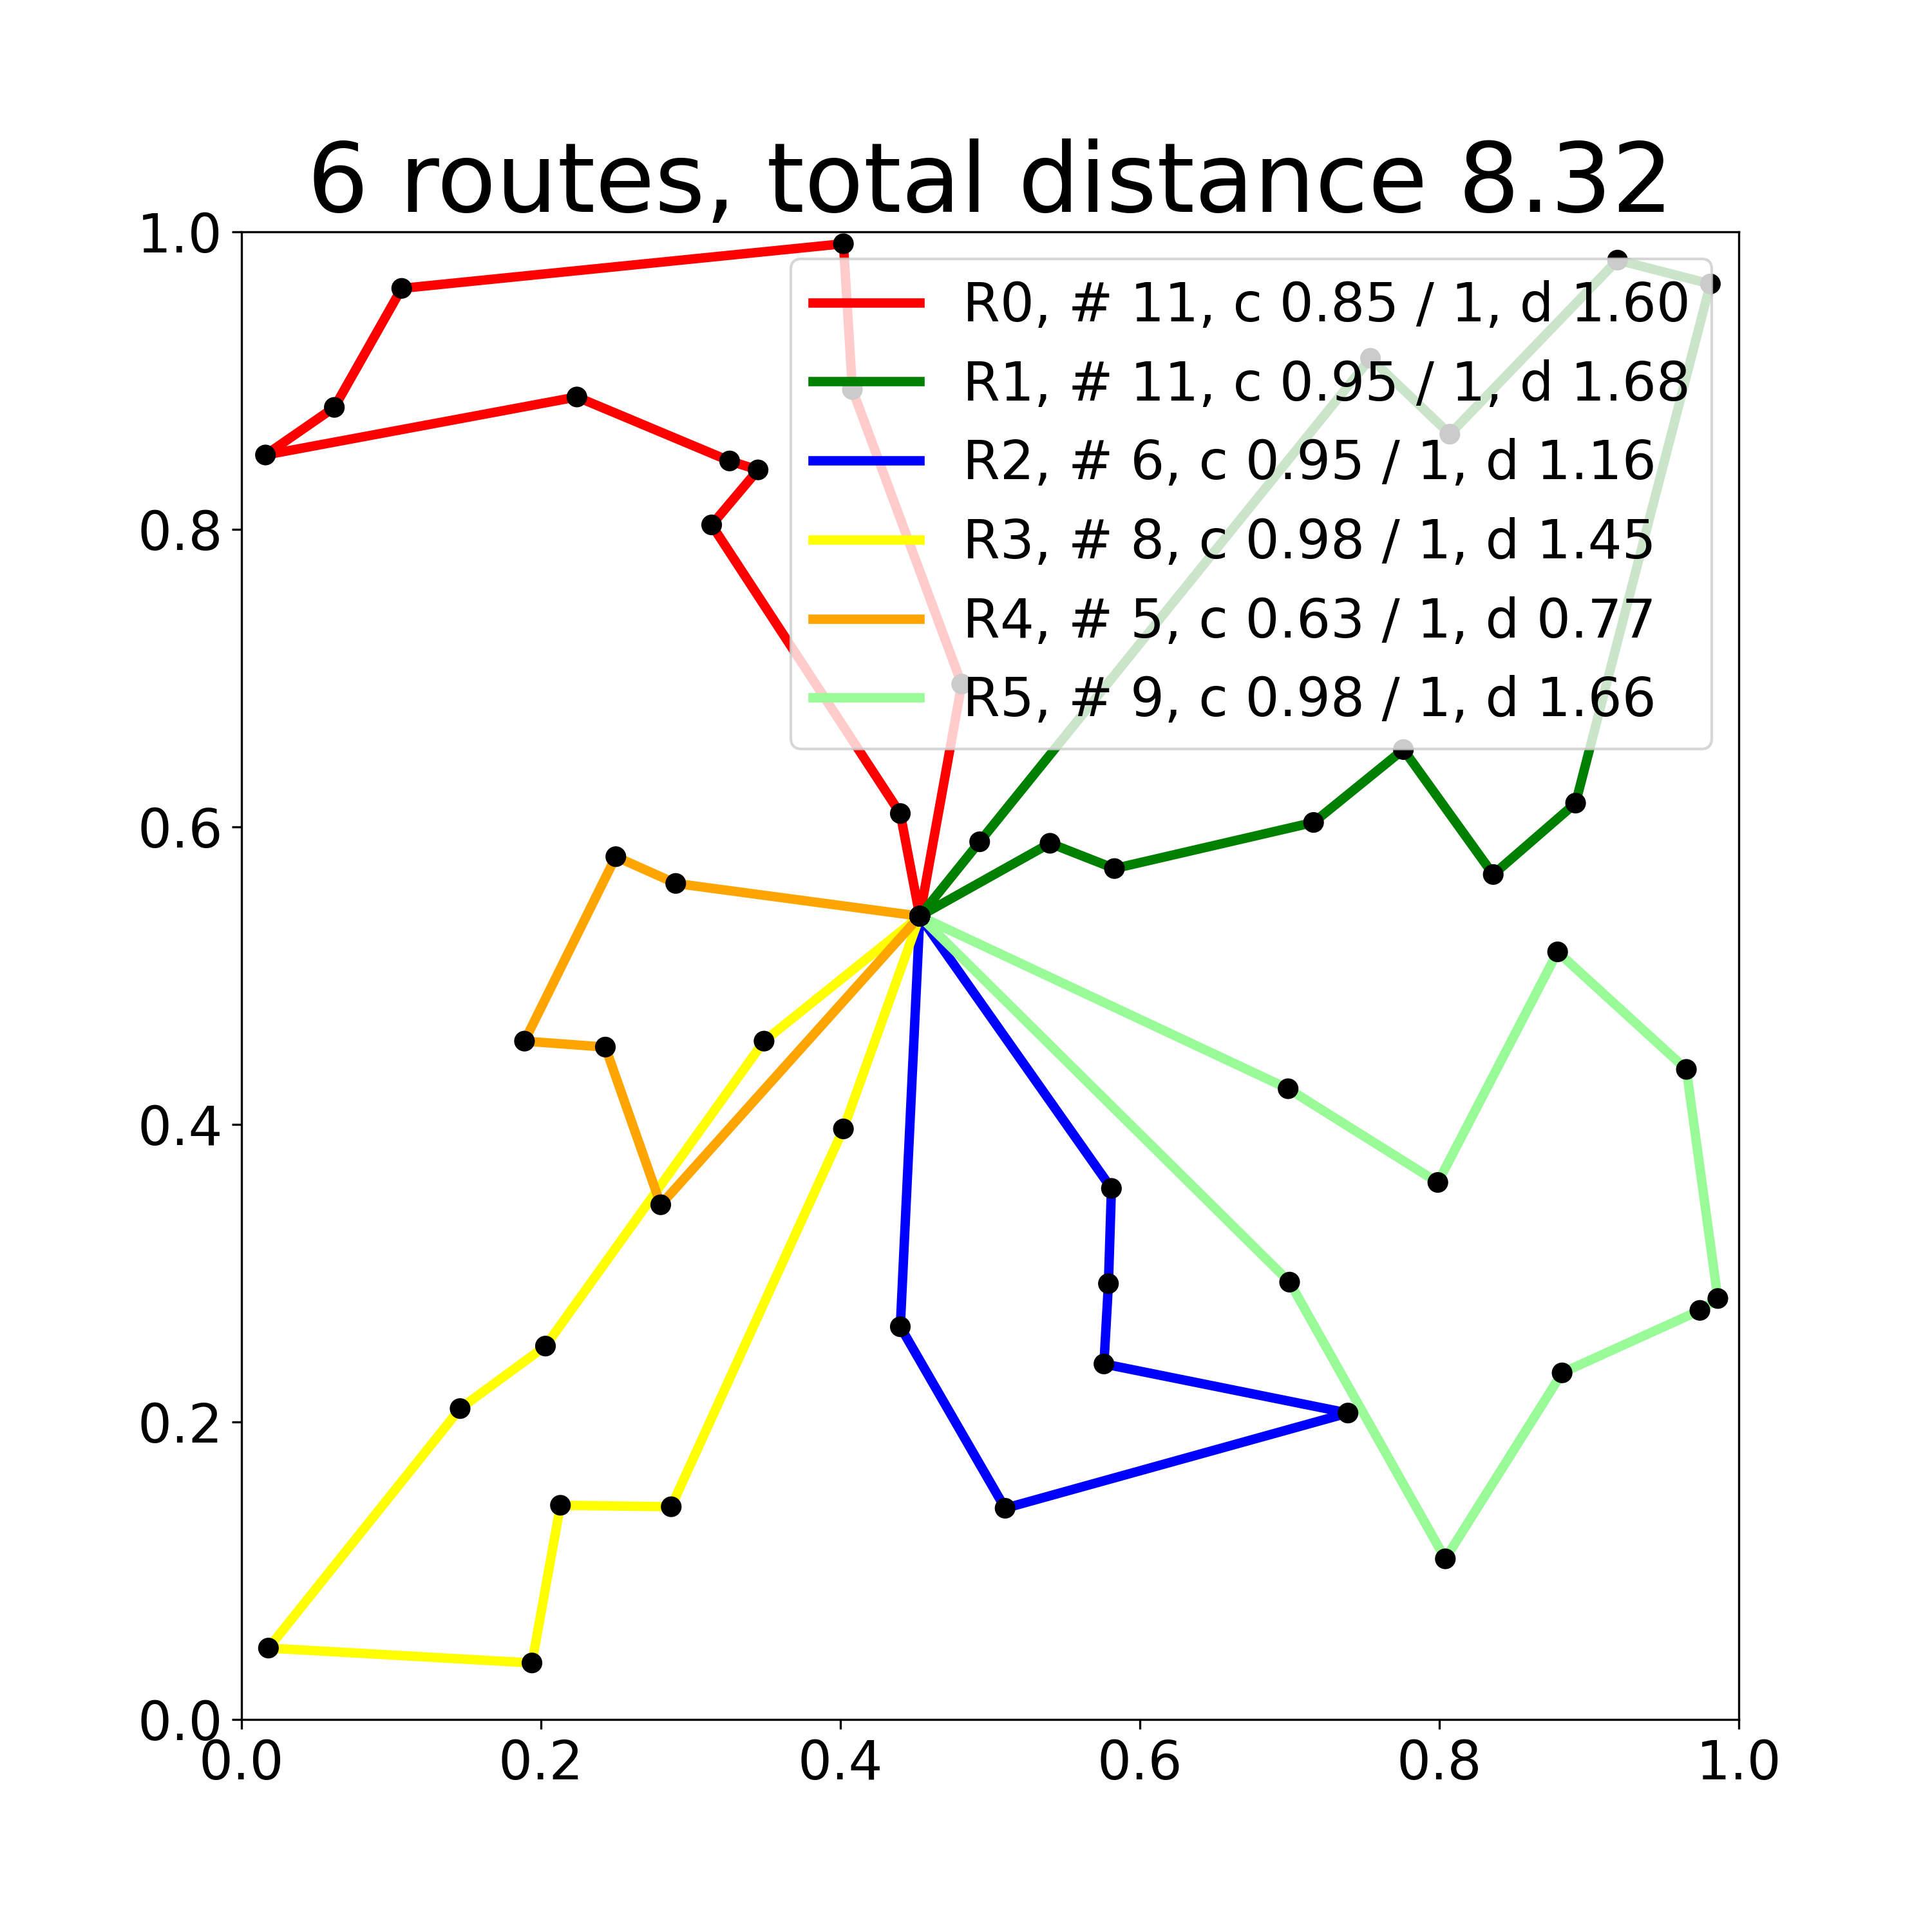 6 routes, total distance 8.32
1.0
0.8
0.6
0.4
0.2
0.0
R0, # 11, c 0.85 / 1, d 1.60
R1, # 11, c 0.95 / 1, d 1.68
R2, # 6, c 0.95 / 1, d 1.16
R3, # 8, c 0.98 / 1, d 1.45
R4, # 5, c 0.63 / 1, d 0.77
R5, # 9, c 0.98 / 1, d 1.66
0.0 0.2 0.4 0.6 0.8 1.0